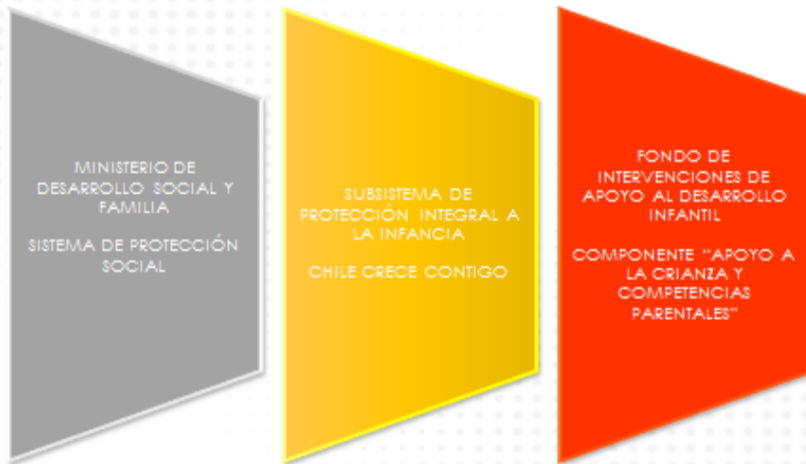 MINISTERIO DE
DESARROLLO SOCIAL Y
FAMILIA
SISTEMA DE PROTECCIÓN
SOCIAL
SUBSISTEMA DE
PROTECCIÓN INTEGRAL A
LA INFANCIA
CHILE CRECE CONTIGO
FONDO DE
INTERVENCIONES DE
APOYO AL DESARROLLO
INFANTIL
COMPONENTE "APOYO A
LA CRIANZA Y
COMPETENCIAS
PARENTALES"